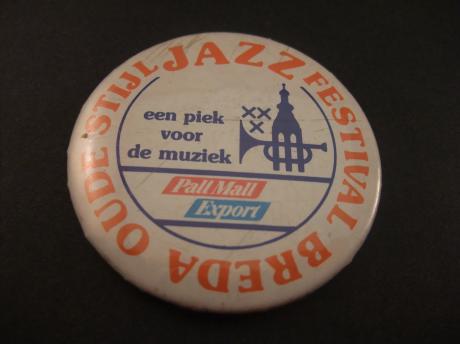 OUDE STIJL JAZZ FESTIVAL BREDA
een piek
voor
de muziek
Pall Mall
Export